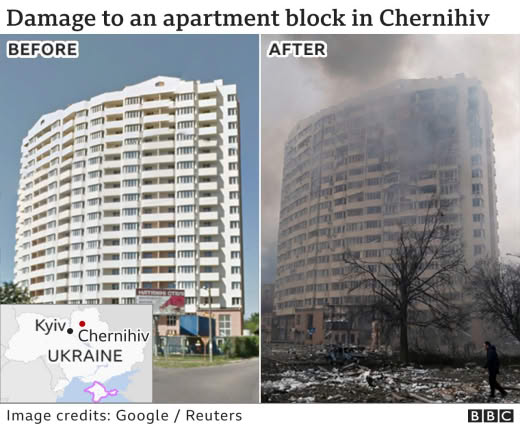 Damage to an apartment block in Chernihiv
BEFORE
AFTER
Kyiv
Chernihiv
UKRAINE
Image credits: Google / Reuters
BBC